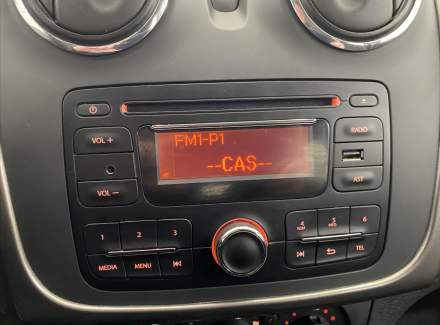 FM1-P1
--CAS--
VOL +
RADIO
VOL −
AST
1 2 3
4 5 6
MEDIA MENU
TEL